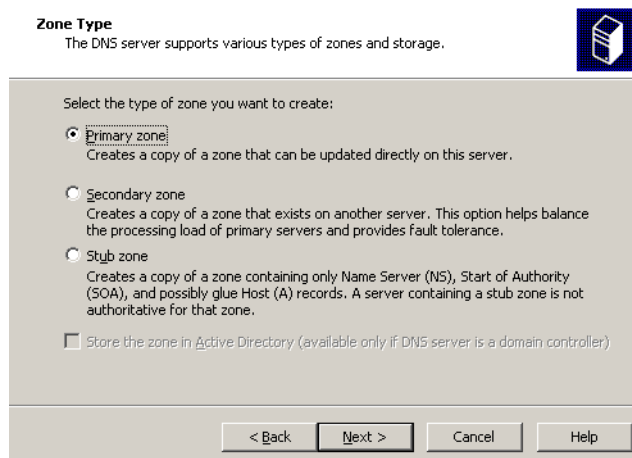 Zone Type
The DNS server supports various types of zones and storage.
Select the type of zone you want to create:
Primary zone
Creates a copy of a zone that can be updated directly on this server.
Secondary zone
Creates a copy of a zone that exists on another server. This option helps balance
the processing load of primary servers and provides fault tolerance.
Stub zone
Creates a copy of a zone containing only Name Server (NS), Start of Authority
(SOA), and possibly glue Host (A) records. A server containing a stub zone is not
authoritative for that zone.
Store the zone in Active Directory (available only if DNS server is a domain controller)
< Back Next > Cancel Help